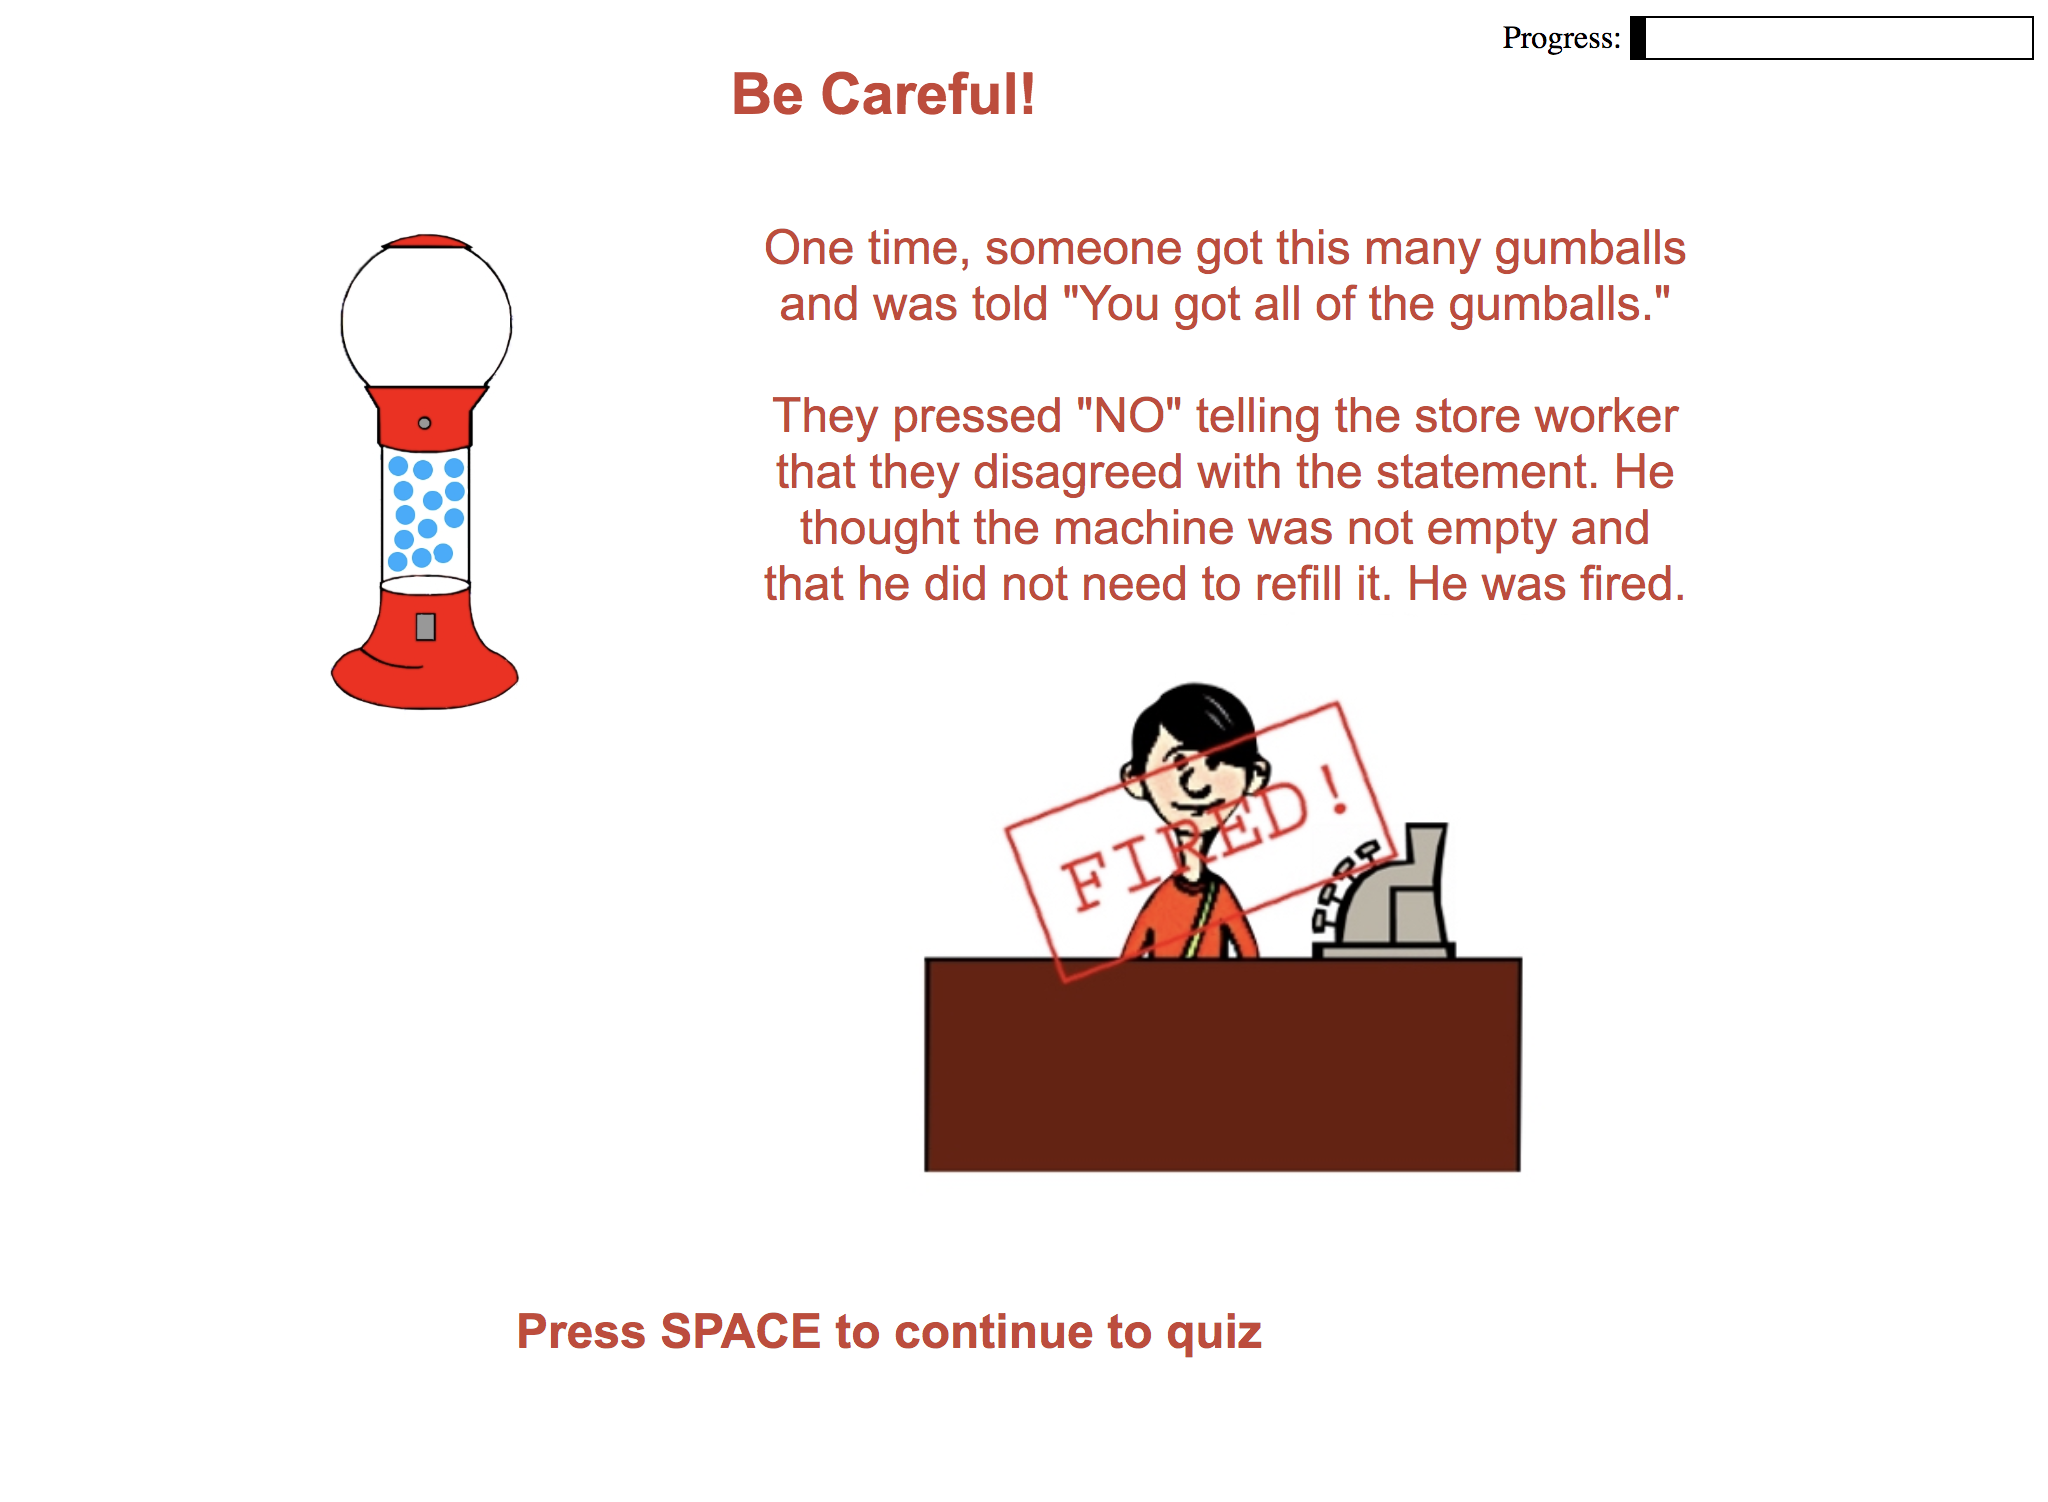 Progress:
Be Careful!
One time, someone got this many gumballs
and was told "You got all of the gumballs."
They pressed "NO" telling the store worker
that they disagreed with the statement. He
thought the machine was not empty and
that he did not need to refill it. He was fired.
FIRED!
Press SPACE to continue to quiz